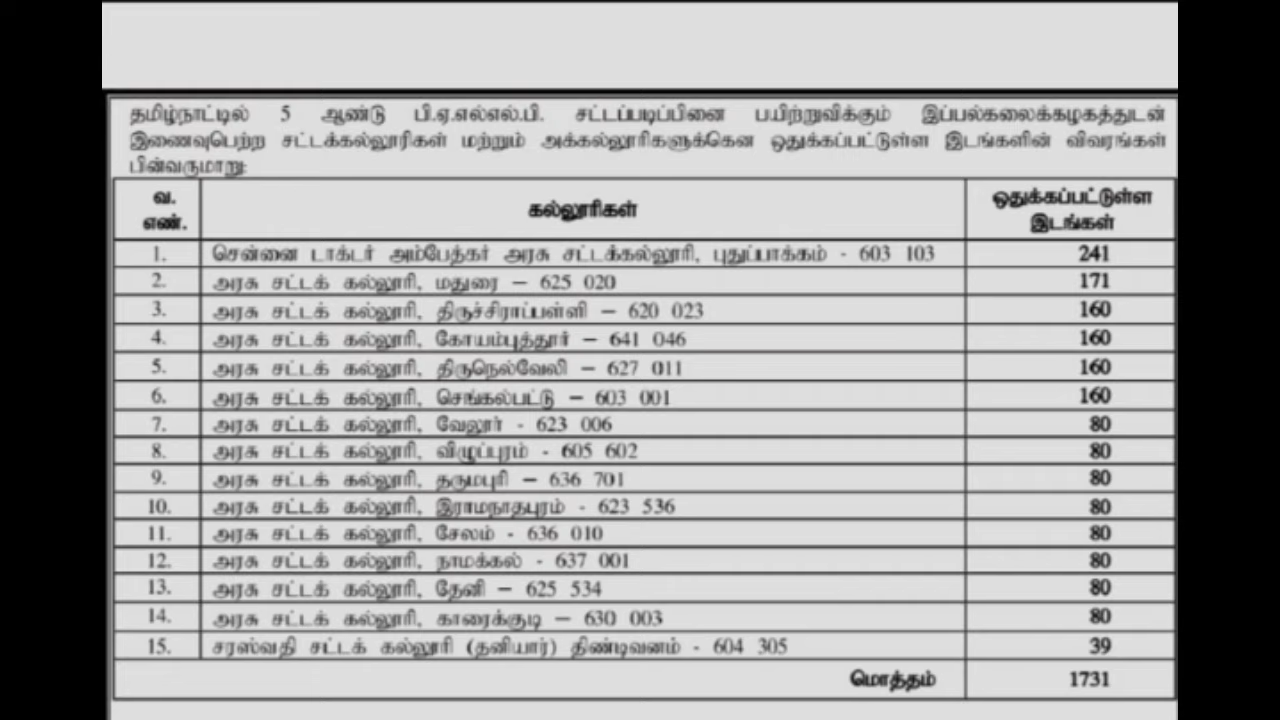 தமிழ்நாட்டில் 5 ஆண்டு பி.ஏ.எல்எல்.பி. சட்டப்படிப்பினை பயிற்றுவிக்கும் இப்பல்கலைக்கழகத்துடன்
இணைவுபெற்ற சட்டக்கல்லூரிகள் மற்றும் அக்கல்லூரிகளுக்கென ஒதுக்கப்பட்டுள்ள இடங்களின் விவரங்கள்
பின்வருமாறு:
வ. எண். கல்லூரிகள் ஒதுக்கப்பட்டுள்ள இடங்கள்
1. சென்னை டாக்டர் அம்பேத்கர் அரசு சட்டக்கல்லூரி, புதுப்பாக்கம் - 603 103 241
2. அரசு சட்டக் கல்லூரி, மதுரை – 625 020 171
3. அரசு சட்டக் கல்லூரி, திருச்சிராப்பள்ளி – 620 023 160
4. அரசு சட்டக் கல்லூரி, கோயம்புத்தூர் – 641 046 160
5. அரசு சட்டக் கல்லூரி, திருநெல்வேலி – 627 011 160
6. அரசு சட்டக் கல்லூரி, செங்கல்பட்டு – 603 001 160
7. அரசு சட்டக் கல்லூரி, வேலூர் - 623 006 80
8. அரசு சட்டக் கல்லூரி, விழுப்புரம் - 605 602 80
9. அரசு சட்டக் கல்லூரி, தருமபுரி – 636 701 80
10. அரசு சட்டக் கல்லூரி, இராமநாதபுரம் - 623 536 80
11. அரசு சட்டக் கல்லூரி, சேலம் - 636 010 80
12. அரசு சட்டக் கல்லூரி, நாமக்கல் - 637 001 80
13. அரசு சட்டக் கல்லூரி, தேனி – 625 534 80
14. அரசு சட்டக் கல்லூரி, காரைக்குடி – 630 003 80
15. சரஸ்வதி சட்டக் கல்லூரி (தனியார்) திண்டிவனம் - 604 305 39
மொத்தம் 1731